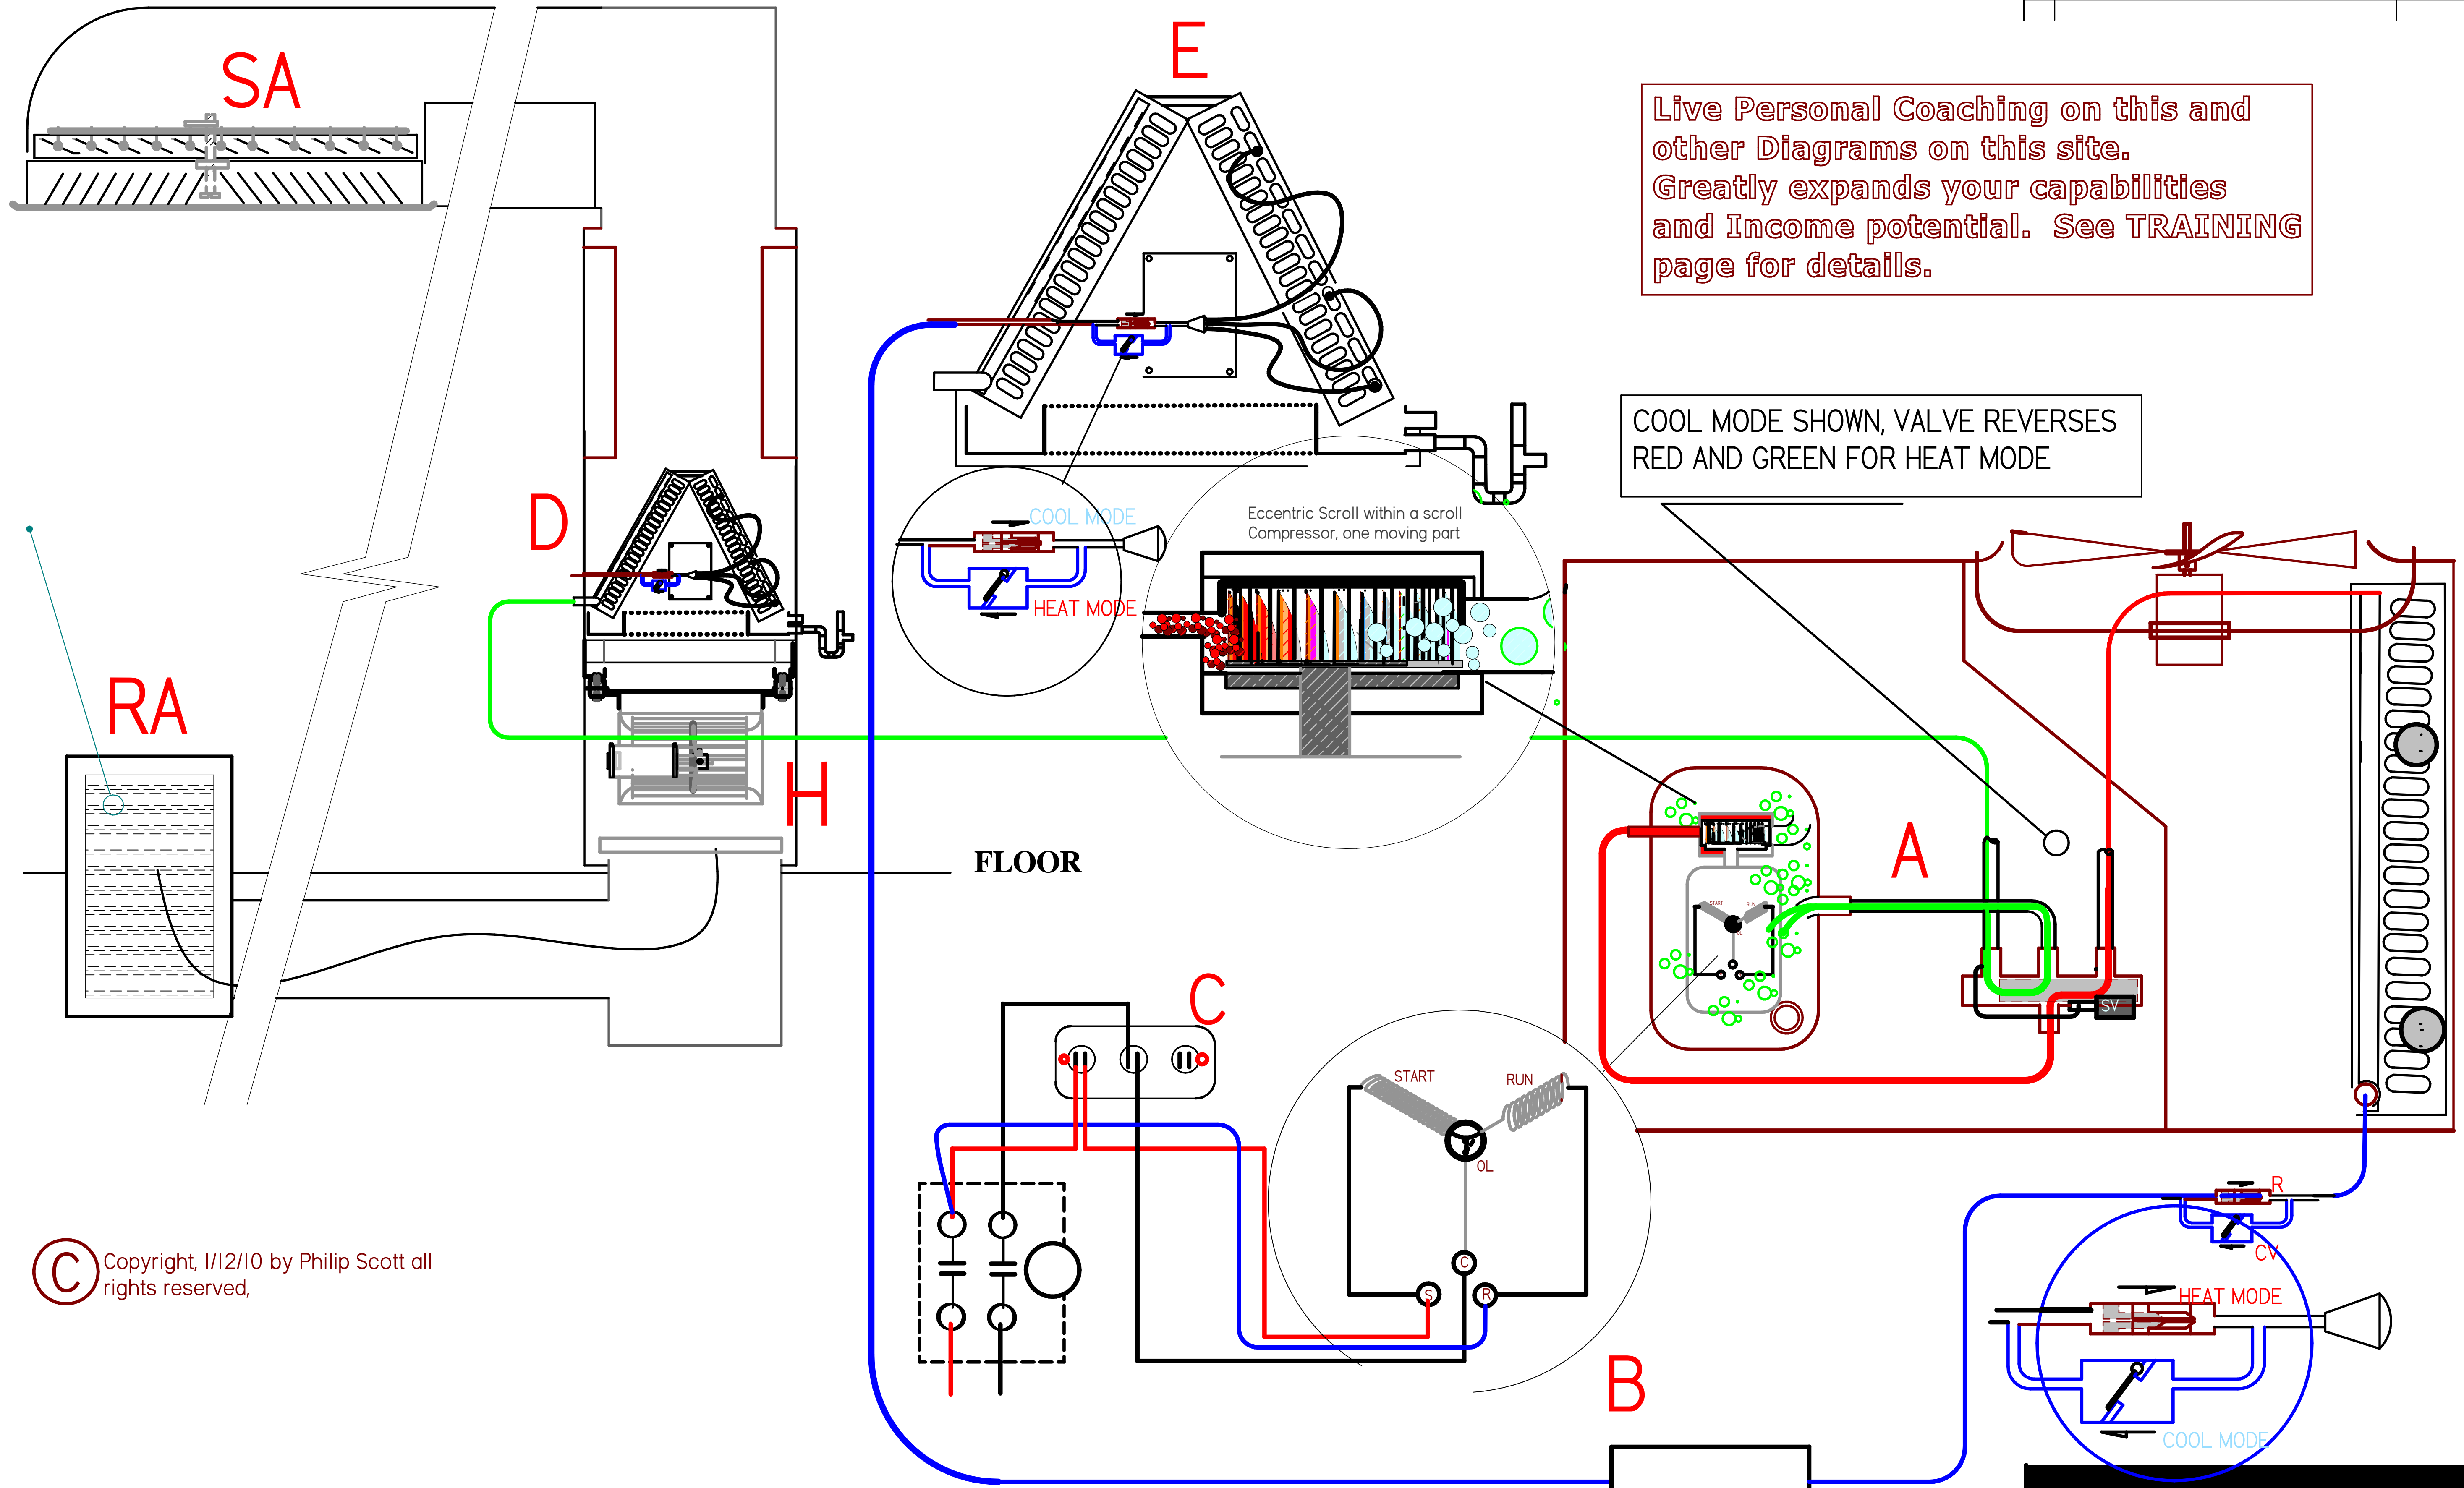 SA
E
Live Personal Coaching on this and
other Diagrams on this site.
Greatly expands your capabilities
and Income potential. See TRAINING
page for details.
COOL MODE SHOWN, VALVE REVERSES
RED AND GREEN FOR HEAT MODE
D
COOL MODE
HEAT MODE
Eccentric Scroll within a scroll
Compressor, one moving part
RA
H
FLOOR
A
START
RUN
SV
C
START
RUN
OL
C
S
R
B
R
CV
HEAT MODE
COOL MODE
C
Copyright, 1/12/10 by Philip Scott all
rights reserved,